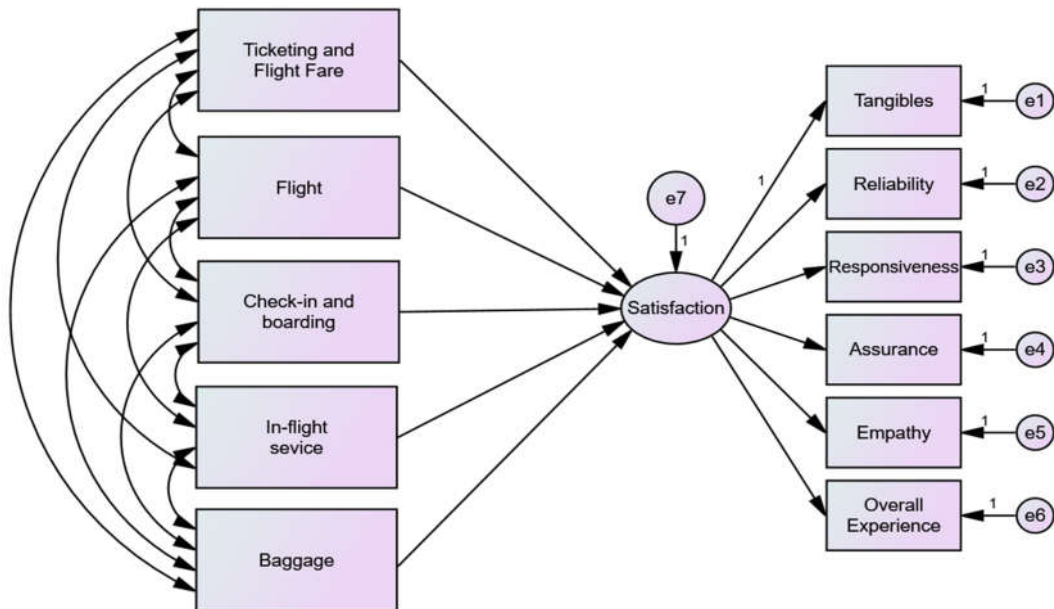 Ticketing and
Flight Fare
Flight
Check-in and
boarding
In-flight
sevice
Baggage
e7
1
Satisfaction
1
Tangibles
1
e1
Reliability
1
e2
Responsiveness
1
e3
Assurance
1
e4
Empathy
1
e5
Overall
Experience
1
e6